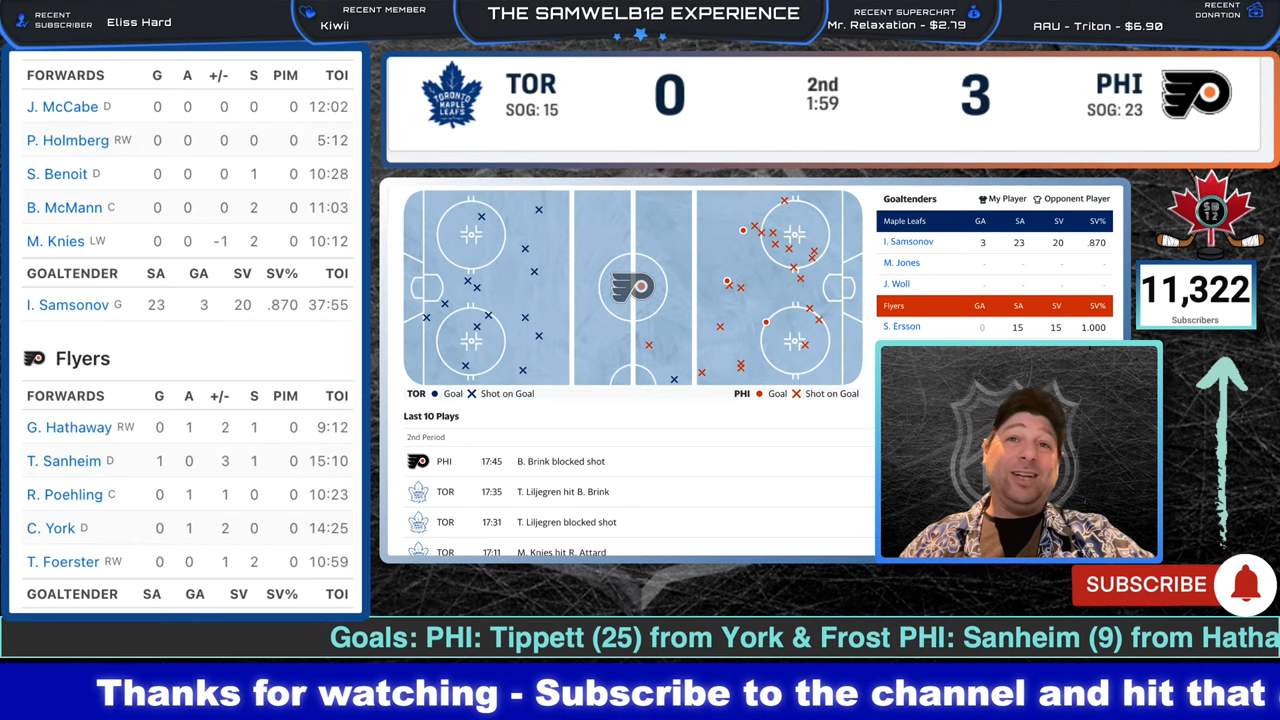 RECENT SUBSCRIBER
Eliss Hard
RECENT MEMBER
Kiwii
THE SAMWELB12 EXPERIENCE
RECENT SUPERCHAT
Mr. Relaxation - $2.79
RECENT DONATION
AAU - Triton - $6.90
FORWARDS G A +/- S PIM TOI
J. McCabe D 0 0 0 0 0 12:02
P. Holmberg RW 0 0 0 0 0 5:12
S. Benoit D 0 0 0 1 0 10:28
B. McMann C 0 0 0 2 0 11:03
M. Knies LW 0 0 -1 2 0 10:12
GOALTENDER SA GA SV SV% TOI
I. Samsonov G 23 3 20 .870 37:55
Flyers
FORWARDS G A +/- S PIM TOI
G. Hathaway RW 0 1 2 1 0 9:12
T. Sanheim D 1 0 3 1 0 15:10
R. Poehling C 0 1 1 0 0 10:23
C. York D 0 1 2 0 0 14:25
T. Foerster RW 0 0 1 2 0 10:59
GOALTENDER SA GA SV SV% TOI
TORONTO MAPLE LEAFS
TOR
SOG: 15
0
2nd
1:59
3
PHI
SOG: 23
TOR Goal Shot on Goal
PHI Goal Shot on Goal
Last 10 Plays
2nd Period
PHI 17:45 B. Brink blocked shot
TOR 17:35 T. Liljegren hit B. Brink
TOR 17:31 T. Liljegren blocked shot
TOR 17:11 M. Knies hit R. Attard
Goaltenders My Player Opponent Player
Maple Leafs GA SA SV SV%
I. Samsonov 3 23 20 .870
M. Jones - - - -
J. Woll - - - -
Flyers GA SA SV SV%
S. Ersson 0 15 15 1.000
SB
12
11,322
Subscribers
SUBSCRIBE
Goals: PHI: Tippett (25) from York & Frost PHI: Sanheim (9) from Hatha
Thanks for watching - Subscribe to the channel and hit that